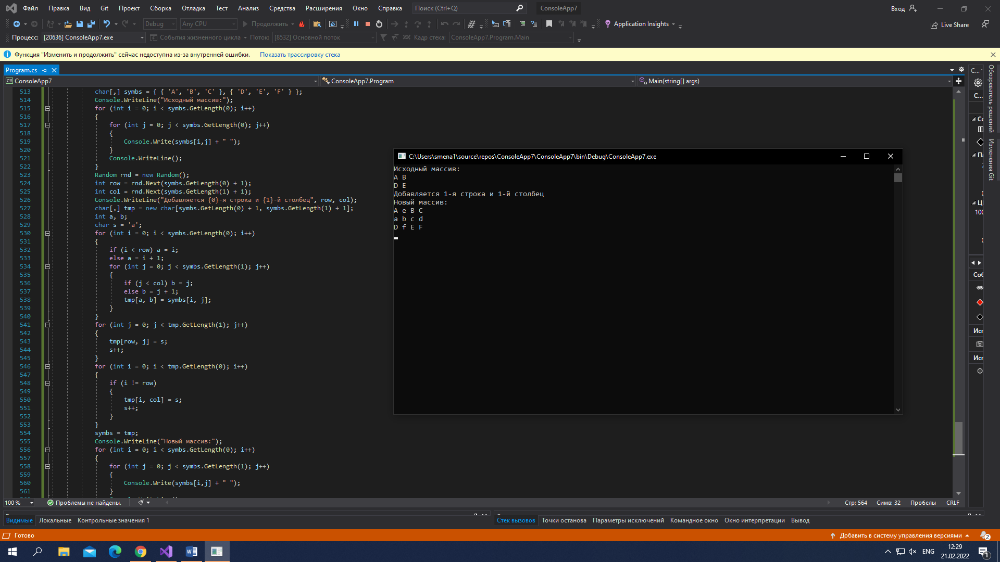 Файл Правка Вид Git Проект Сборка Отладка Тест Анализ Средства Расширения Окно Справка Поиск (Ctrl+Q) ConsoleApp7 Вход
Debug Any CPU Продолжить Application Insights Live Share
Процесс: [20636] ConsoleApp7.exe События жизненного цикла Поток: [8532] Основной поток Кадр стека: ConsoleApp7.Program.Main
Функция "Изменить и продолжить" сейчас недоступна из-за внутренней ошибки. Показать трассировку стека
Program.cs
ConsoleApp7 ConsoleApp7.Program Main(string[] args)
513 char[,] symbs = { { 'A', 'B', 'C' }, { 'D', 'E', 'F' } };
514 Console.WriteLine("Исходный массив:");
515 for (int i = 0; i < symbs.GetLength(0); i++)
516 {
517 for (int j = 0; j < symbs.GetLength(0); j++)
518 {
519 Console.Write(symbs[i,j] + " ");
520 }
521 Console.WriteLine();
522 }
523 Random rnd = new Random();
524 int row = rnd.Next(symbs.GetLength(0) + 1);
525 int col = rnd.Next(symbs.GetLength(1) + 1);
526 Console.WriteLine("Добавляется {0}-я строка и {1}-й столбец", row, col);
527 char[,] tmp = new char[symbs.GetLength(0) + 1, symbs.GetLength(1) + 1];
528 int a, b;
529 char s = 'a';
530 for (int i = 0; i < symbs.GetLength(0); i++)
531 {
532 if (i < row) a = i;
533 else a = i + 1;
534 for (int j = 0; j < symbs.GetLength(1); j++)
535 {
536 if (j < col) b = j;
537 else b = j + 1;
538 tmp[a, b] = symbs[i, j];
539 }
540 }
541 for (int j = 0; j < tmp.GetLength(1); j++)
542 {
543 tmp[row, j] = s;
544 s++;
545 }
546 for (int i = 0; i < tmp.GetLength(0); i++)
547 {
548 if (i != row)
549 {
550 tmp[i, col] = s;
551 s++;
552 }
553 }
554 symbs = tmp;
555 Console.WriteLine("Новый массив:");
556 for (int i = 0; i < symbs.GetLength(0); i++)
557 {
558 for (int j = 0; j < symbs.GetLength(1); j++)
559 {
560 Console.Write(symbs[i,j] + " ");
561 }
C:\Users\smena1\source\repos\ConsoleApp7\ConsoleApp7\bin\Debug\ConsoleApp7.exe
Исходный массив:
A B
D E
Добавляется 1-я строка и 1-й столбец
Новый массив:
A e B C
a b c d
D f E F
Обозреватель решений
Изменения Git
100 % Проблемы не найдены. Стр: 564 Симв: 32 Пробелы CRLF
Видимые Локальные Контрольные значения 1 Стек вызовов Точки останова Параметры исключений Командное окно Окно интерпретации Вывод
Готово Добавить в систему управления версиями 2
ENG 12:29
21.02.2022 1